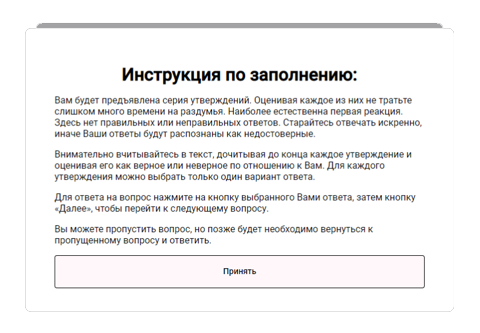 Инструкция по заполнению:
Вам будет предъявлена серия утверждений. Оценивая каждое из них не тратьте
слишком много времени на раздумья. Наиболее естественна первая реакция.
Здесь нет правильных или неправильных ответов. Старайтесь отвечать искренно,
иначе Ваши ответы будут распознаны как недостоверные.
Внимательно вчитывайтесь в текст, дочитывая до конца каждое утверждение и
оценивая его как верное или неверное по отношению к Вам. Для каждого
утверждения можно выбрать только один вариант ответа.
Для ответа на вопрос нажмите на кнопку выбранного Вами ответа, затем кнопку
«Далее», чтобы перейти к следующему вопросу.
Вы можете пропустить вопрос, но позже будет необходимо вернуться к
пропущенному вопросу и ответить.
Принять